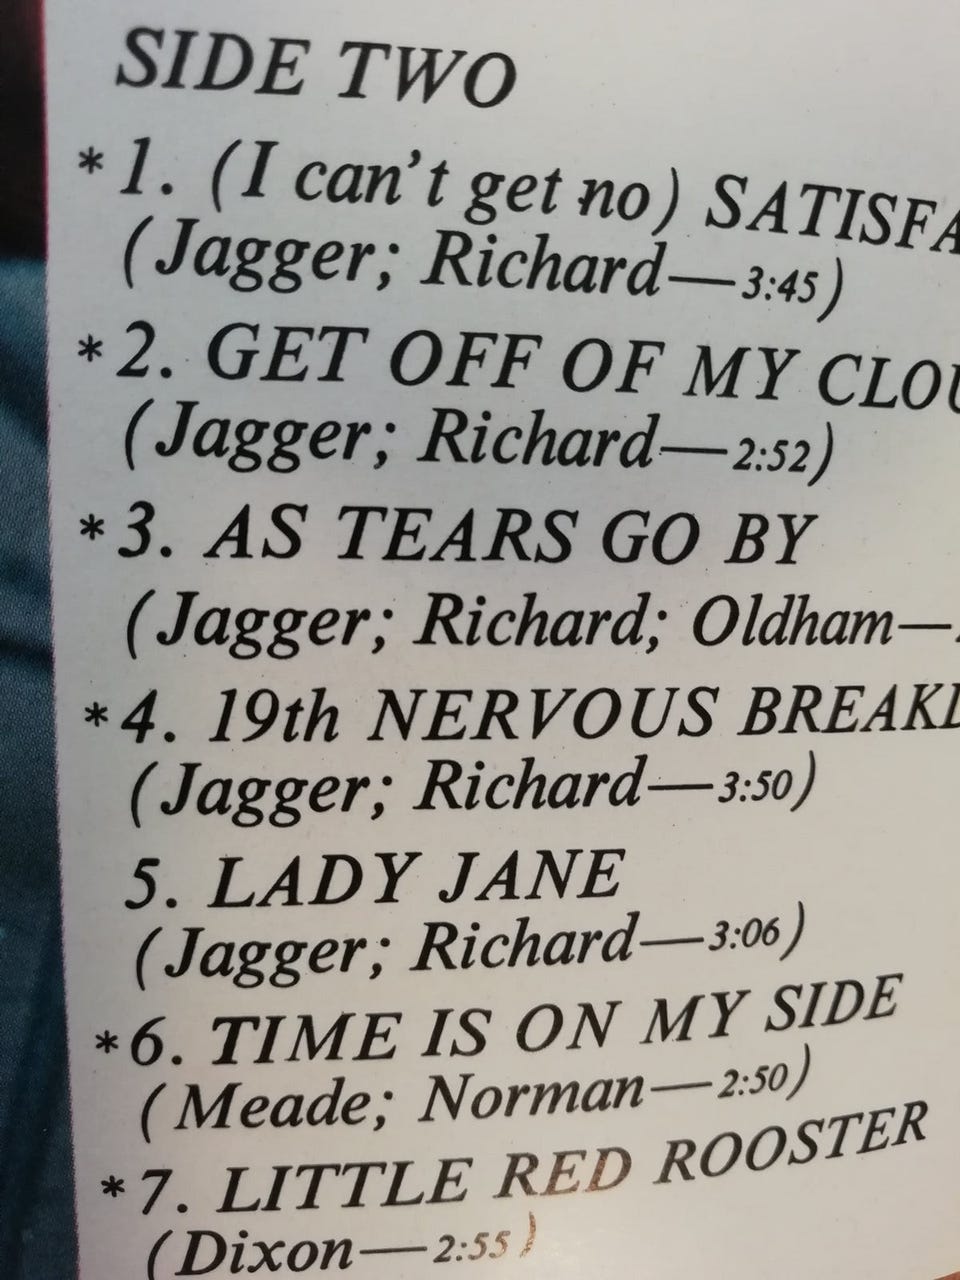 SIDE TWO
* 1. (I can't get no) SATISFA
(Jagger; Richard—3:45)
* 2. GET OFF OF MY CLOU
(Jagger; Richard—2:52)
* 3. AS TEARS GO BY
(Jagger; Richard; Oldham—
* 4. 19th NERVOUS BREAKD
(Jagger; Richard—3:50)
5. LADY JANE
(Jagger; Richard—3:06)
* 6. TIME IS ON MY SIDE
(Meade; Norman—2:50)
* 7. LITTLE RED ROOSTER
(Dixon—2:55)